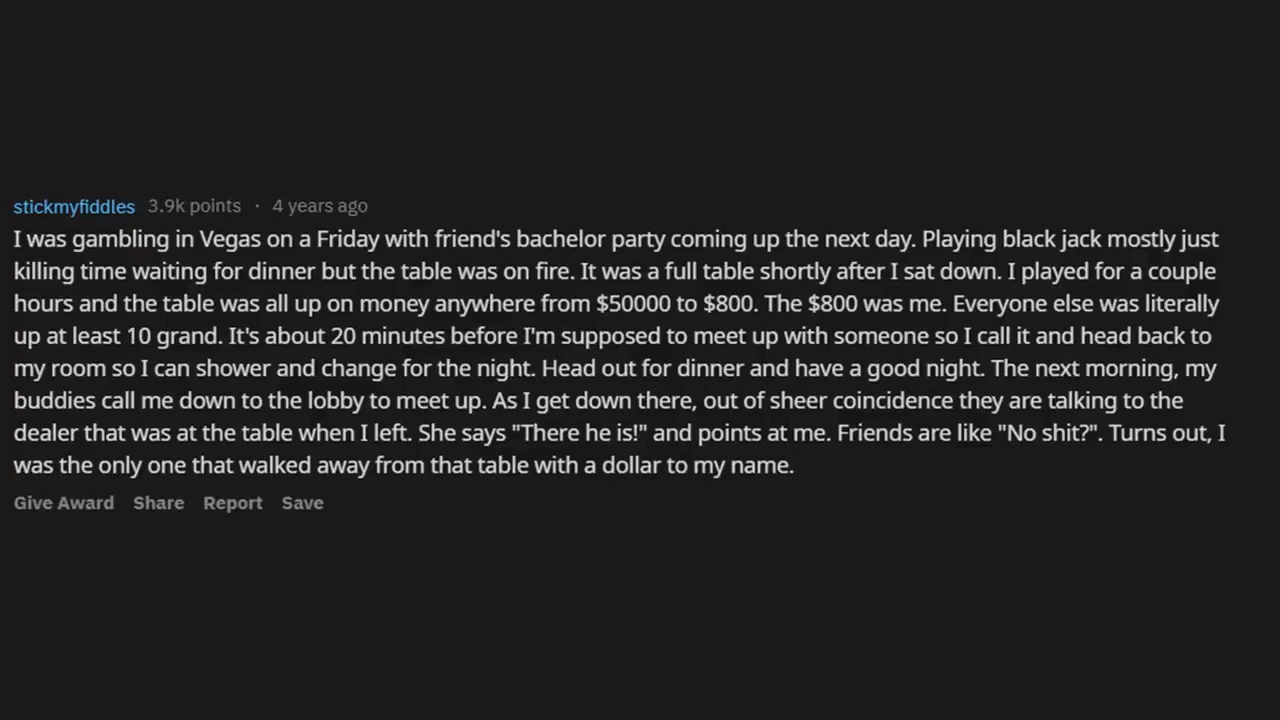 stickmyfiddles 3.9k points · 4 years ago
I was gambling in Vegas on a Friday with friend's bachelor party coming up the next day. Playing black jack mostly just
killing time waiting for dinner but the table was on fire. It was a full table shortly after I sat down. I played for a couple
hours and the table was all up on money anywhere from $50000 to $800. The $800 was me. Everyone else was literally
up at least 10 grand. It's about 20 minutes before I'm supposed to meet up with someone so I call it and head back to
my room so I can shower and change for the night. Head out for dinner and have a good night. The next morning, my
buddies call me down to the lobby to meet up. As I get down there, out of sheer coincidence they are talking to the
dealer that was at the table when I left. She says "There he is!" and points at me. Friends are like "No shit?". Turns out, I
was the only one that walked away from that table with a dollar to my name.
Give Award Share Report Save